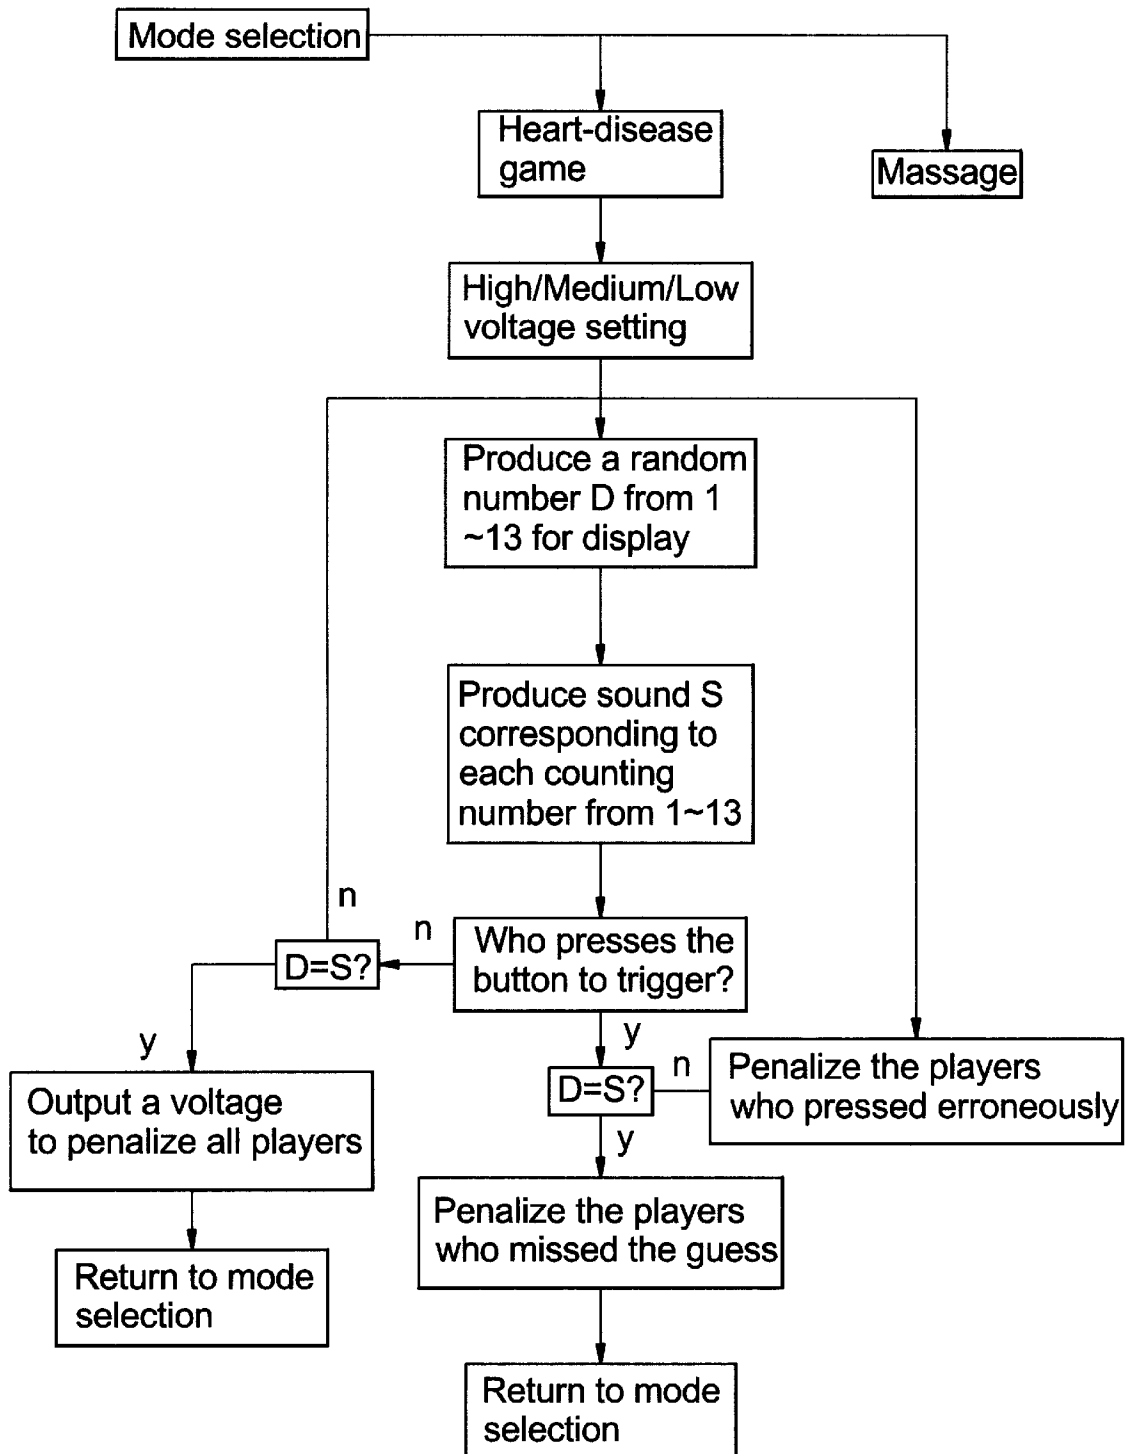 Mode selection
Heart-disease
game
Massage
High/Medium/Low
voltage setting
Produce a random
number D from 1
~13 for display
Produce sound S
corresponding to
each counting
number from 1~13
n
n
Who presses the
button to trigger?
D=S?
y
y
n
D=S?
Penalize the players
who pressed erroneously
Output a voltage
to penalize all players
y
Penalize the players
who missed the guess
Return to mode
selection
Return to mode
selection